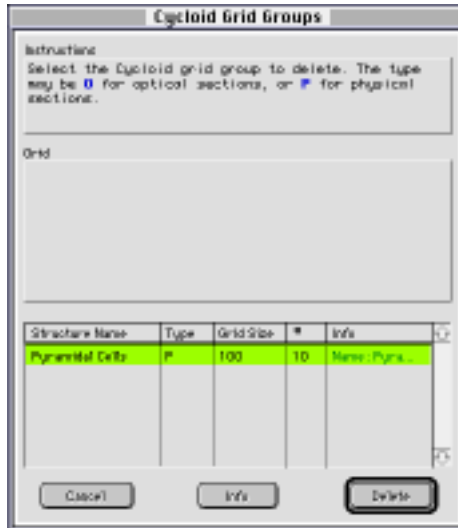 Cycloid Grid Groups
Instructions
Select the Cycloid grid group to delete. The type
may be O for optical sections, or P for physical
sections.
Grid
Structure Name Type Grid Size # Info
Pyramidal Cells P 100 10 Name: Pyra...
Cancel Info Delete